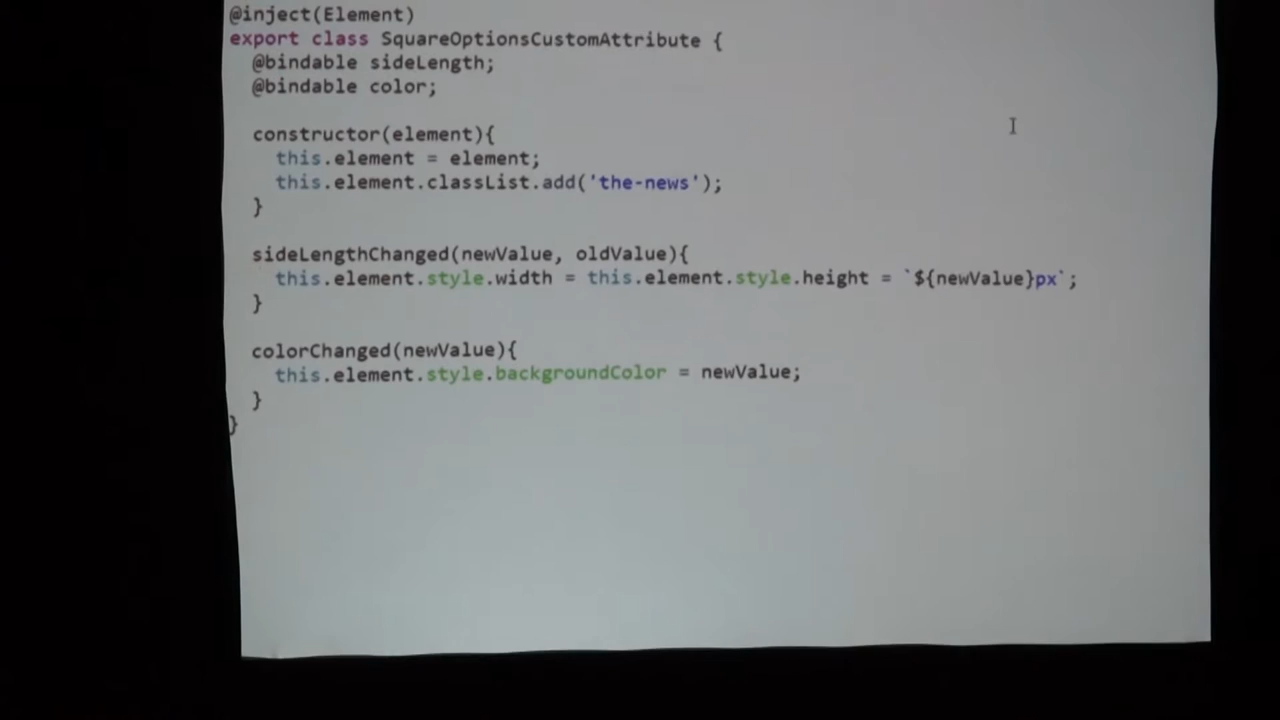 @inject(Element)
export class SquareOptionsCustomAttribute {
@bindable sideLength;
@bindable color;
constructor(element){
this.element = element;
this.element.classList.add('the-news');
}
sideLengthChanged(newValue, oldValue){
this.element.style.width = this.element.style.height = `${newValue}px`;
}
colorChanged(newValue){
this.element.style.backgroundColor = newValue;
}
}